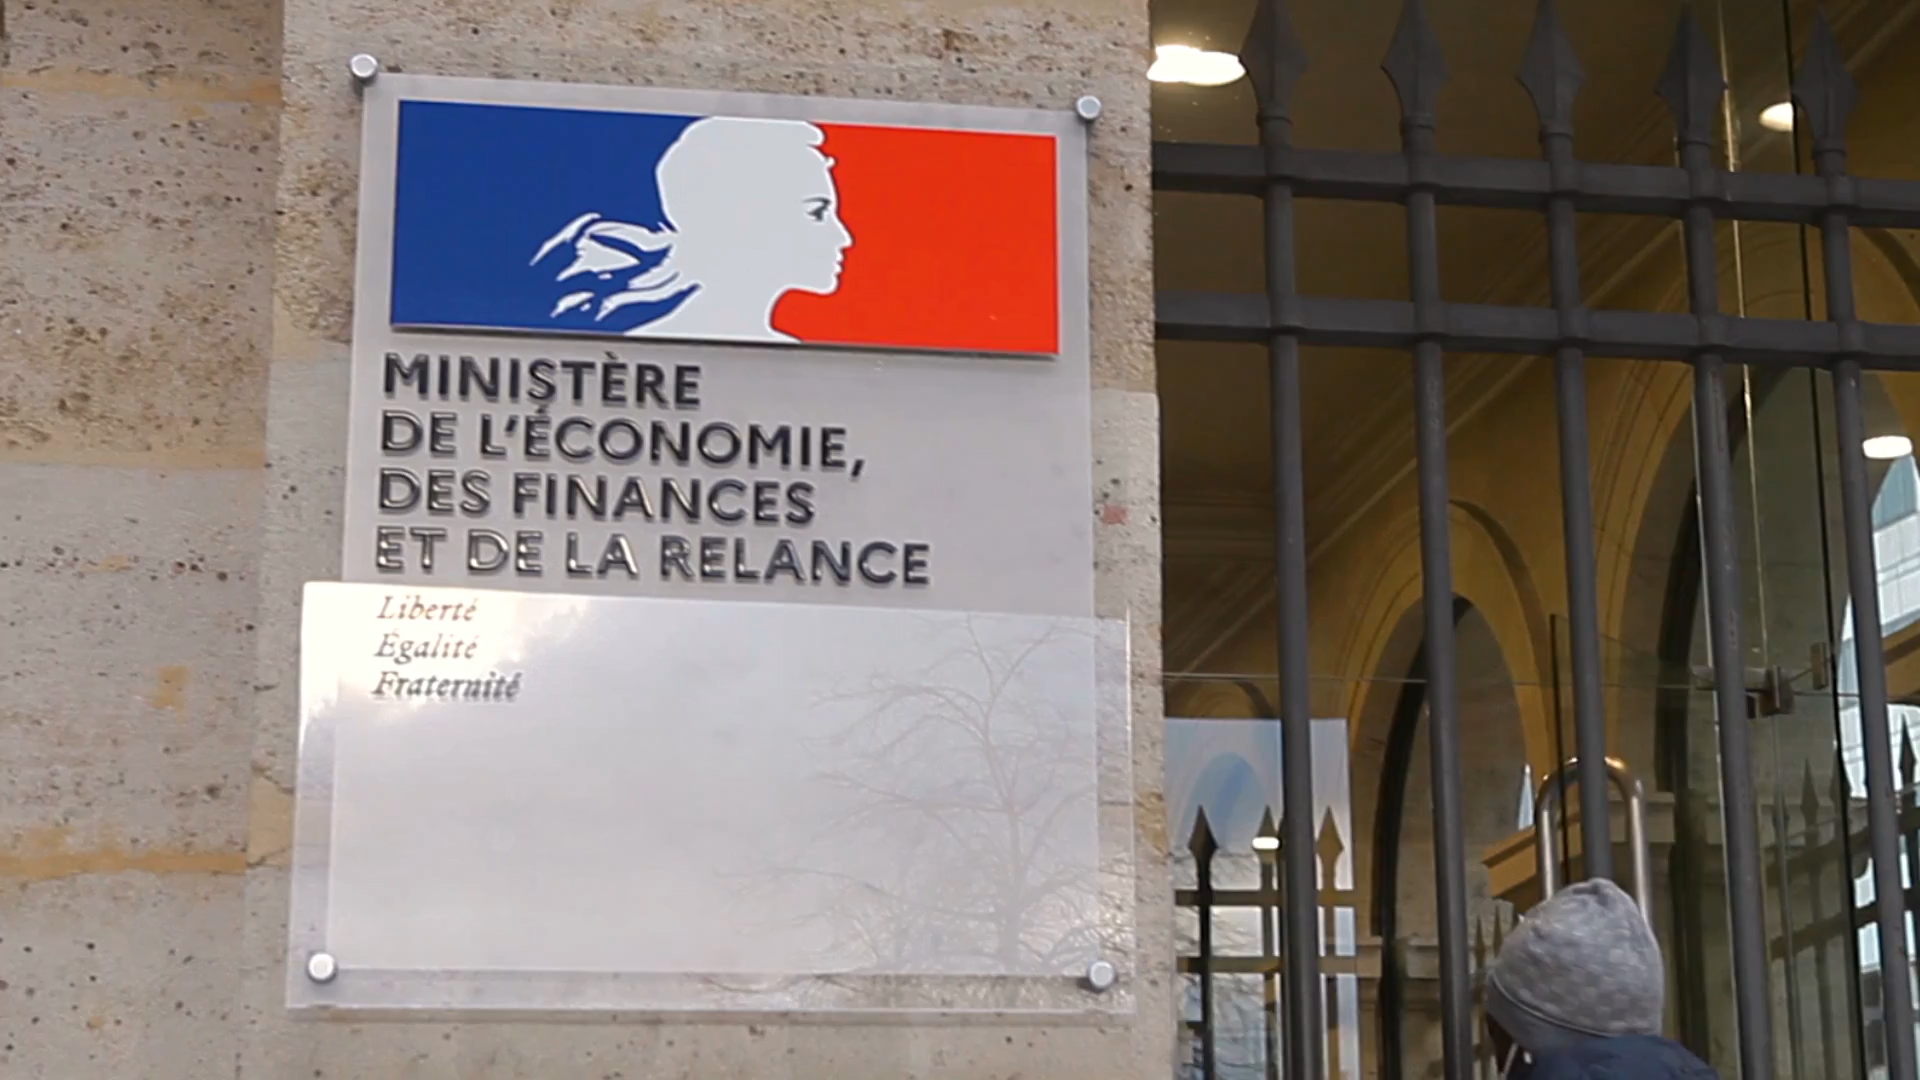 MINISTÈRE
DE L'ÉCONOMIE,
DES FINANCES
ET DE LA RELANCE
Liberté
Égalité
Fraternité